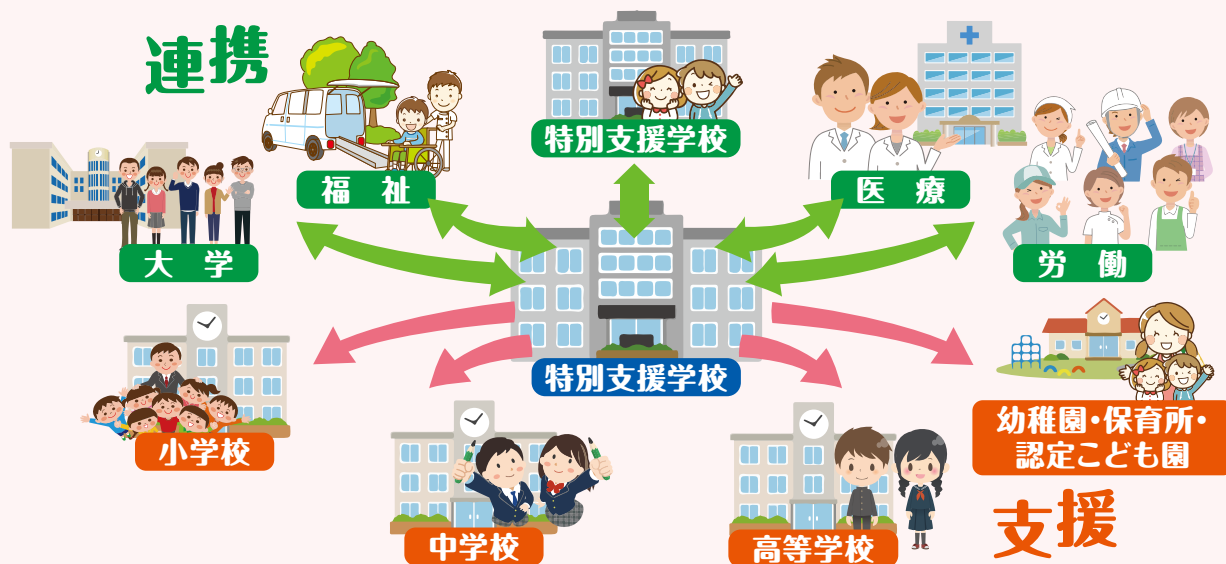 連携
特別支援学校
福祉
医療
大学
労働
特別支援学校
小学校
幼稚園・保育所・
認定こども園
中学校
高等学校
支援